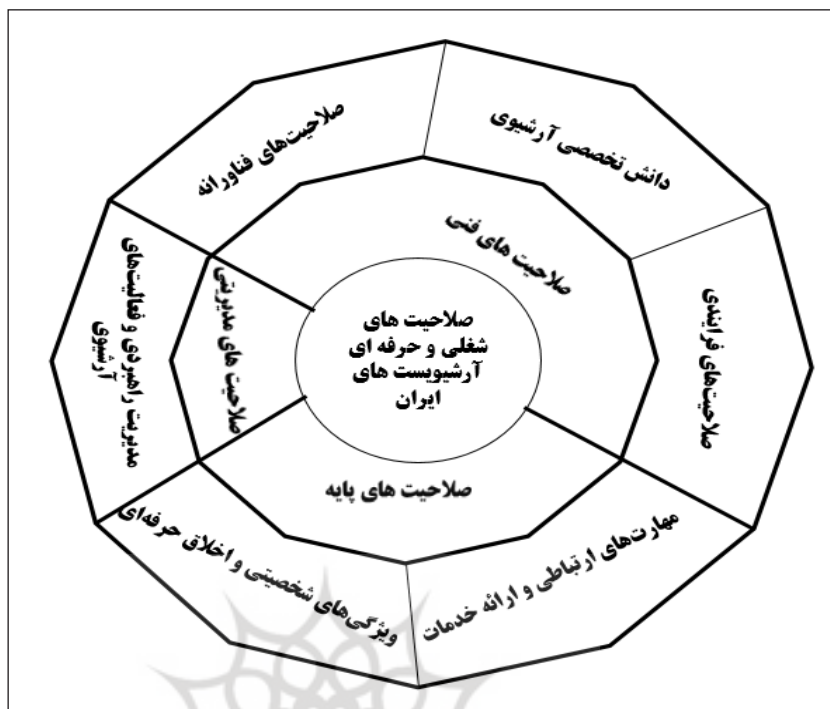 صلاحیت‌های فناورانه
دانش تخصصی آرشیوی
صلاحیت های فنی
صلاحیت‌های فرایندی
مدیریت راهبردی و فعالیت‌های
آرشیوی
صلاحیت های مدیریتی
صلاحیت های
شغلی و حرفه ای
آرشیویست های
ایران
صلاحیت های پایه
ویژگی‌های شخصیتی و اخلاق حرفه‌ای
مهارت‌های ارتباطی و ارائه خدمات